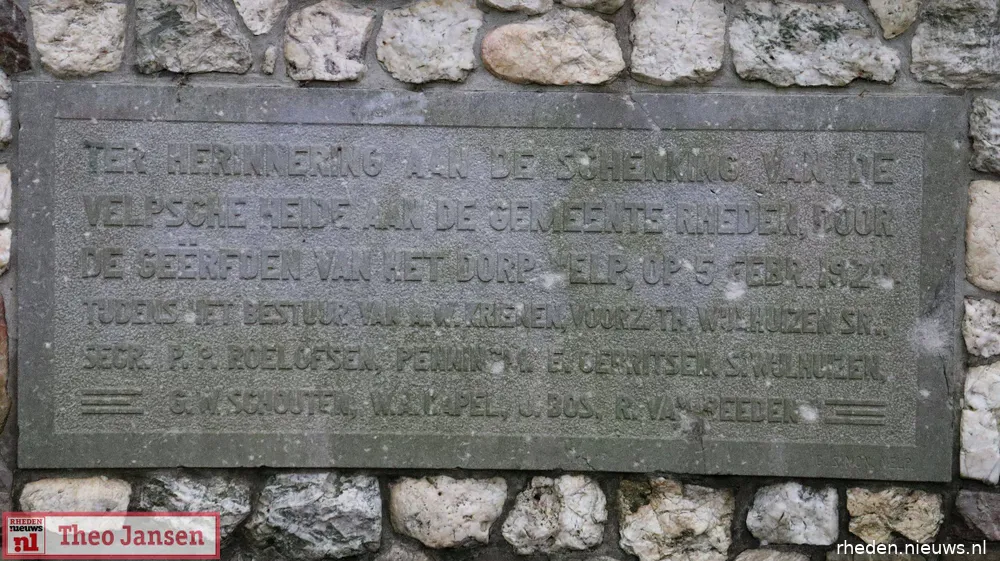 TER HERINNERING AAN DE SCHENKING VAN DE
VELPSCHE HEIDE AAN DE GEMEENTE RHEDEN, DOOR
DE GEËRFDEN VAN HET DORP VELP, OP 5 FEBR.
TIJDENS HET BESTUUR VAN A.W. KRIENEN, VOORZ. TH. WIJLHUIZEN SR.,
SECR. P.P. ROELOFSEN, PENNINGM. E. GERRITSEN. S. WIJLHUIZEN,
G.W. SCHOUTEN, J. BOS, R. VAN REEDEN
RHEDEN
nieuws
.nl
Theo Jansen
rheden.nieuws.nl